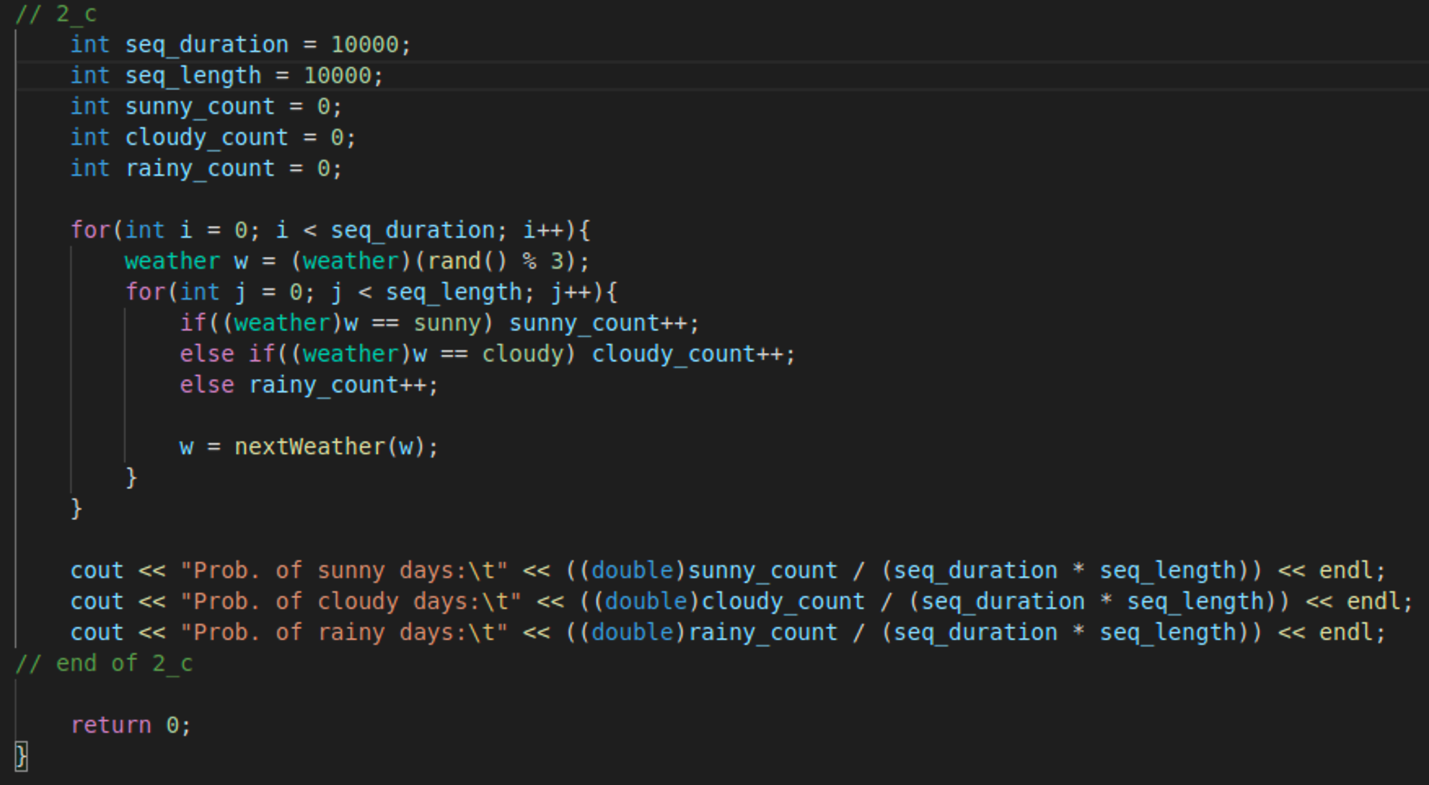 // 2_c
int seq_duration = 10000;
int seq_length = 10000;
int sunny_count = 0;
int cloudy_count = 0;
int rainy_count = 0;
for(int i = 0; i < seq_duration; i++){
weather w = (weather)(rand() % 3);
for(int j = 0; j < seq_length; j++){
if((weather)w == sunny) sunny_count++;
else if((weather)w == cloudy) cloudy_count++;
else rainy_count++;
w = nextWeather(w);
}
}
cout << "Prob. of sunny days:\t" << ((double)sunny_count / (seq_duration * seq_length)) << endl;
cout << "Prob. of cloudy days:\t" << ((double)cloudy_count / (seq_duration * seq_length)) << endl;
cout << "Prob. of rainy days:\t" << ((double)rainy_count / (seq_duration * seq_length)) << endl;
// end of 2_c
return 0;
}